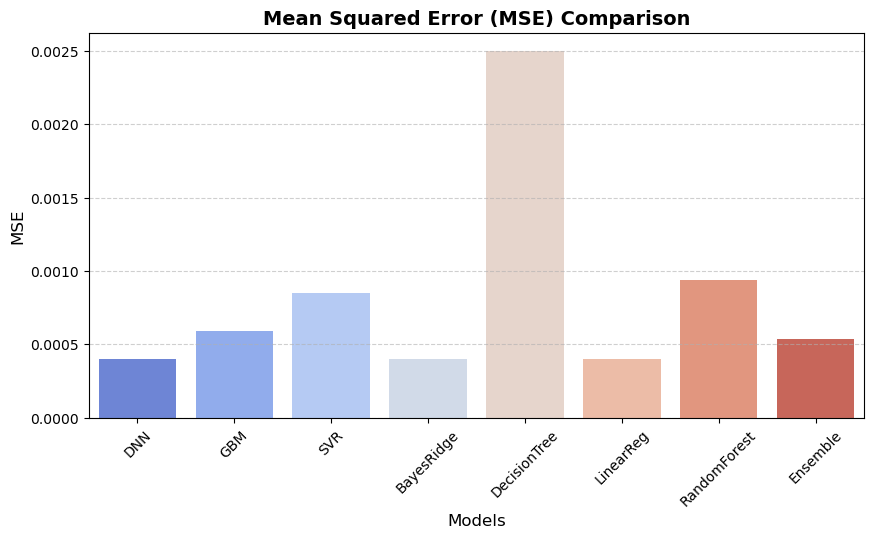 Mean Squared Error (MSE) Comparison
MSE
0.0025
0.0020
0.0015
0.0010
0.0005
0.0000
DNN
GBM
SVR
BayesRidge
DecisionTree
LinearReg
RandomForest
Ensemble
Models